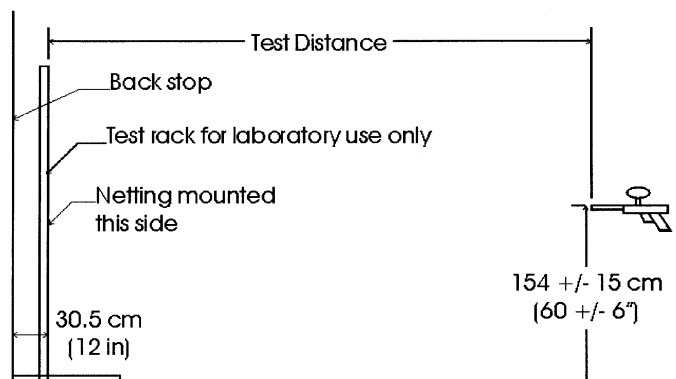 Test Distance
Back stop
Test rack for laboratory use only
Netting mounted
this side
154 +/- 15 cm
(60 +/- 6")
30.5 cm
(12 in)